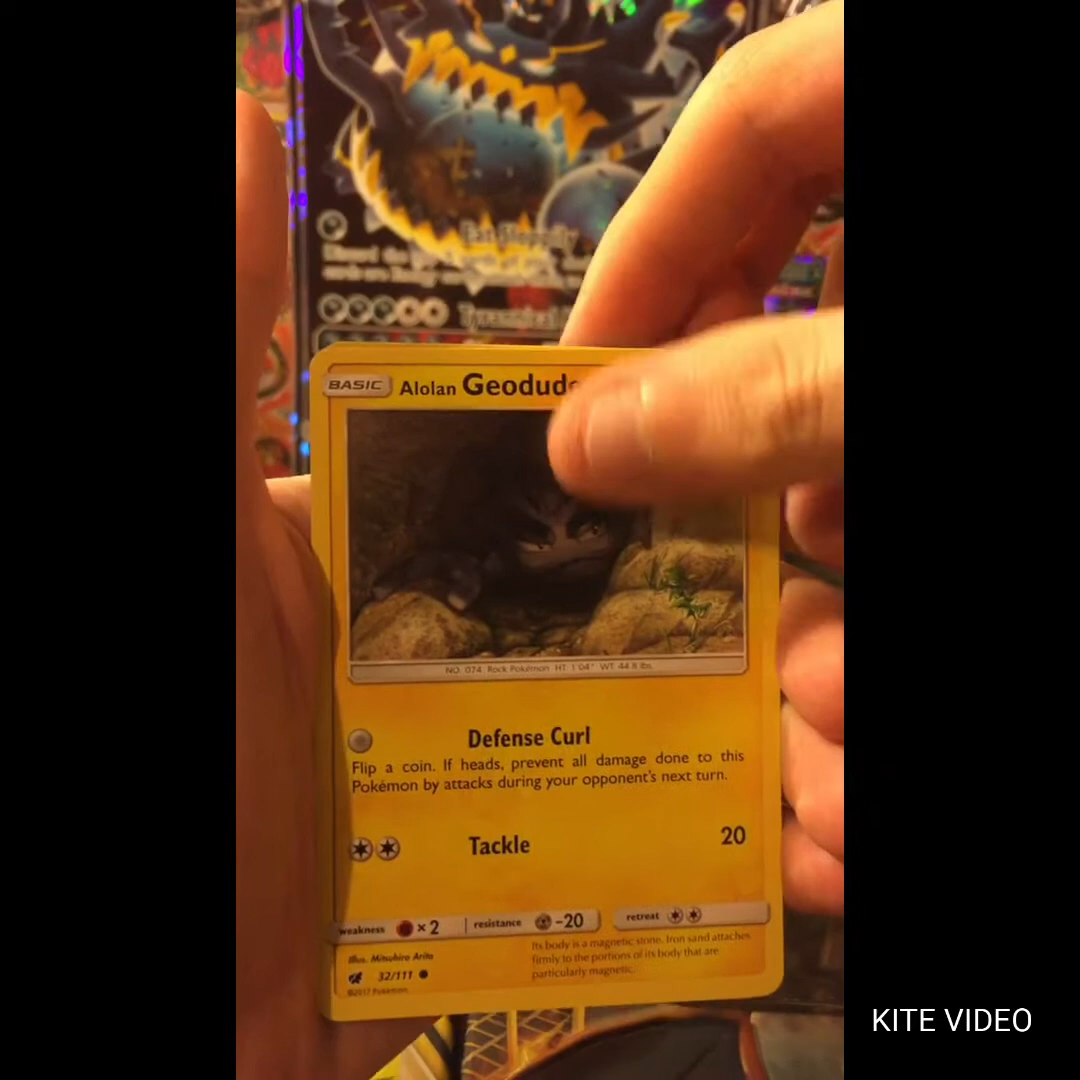 BASIC Alolan Geodude
NO. 074 Rock Pokémon HT: 1'04" WT: 44.8 lbs.
Defense Curl
Flip a coin. If heads, prevent all damage done to this
Pokémon by attacks during your opponent's next turn.
Tackle 20
weakness ×2 resistance -20 retreat
Its body is a magnetic stone. Iron sand attaches
firmly to the portions of its body that are
particularly magnetic.
Illus. Mitsuhiro Arita
32/111
©2017 Pokémon
KITE VIDEO